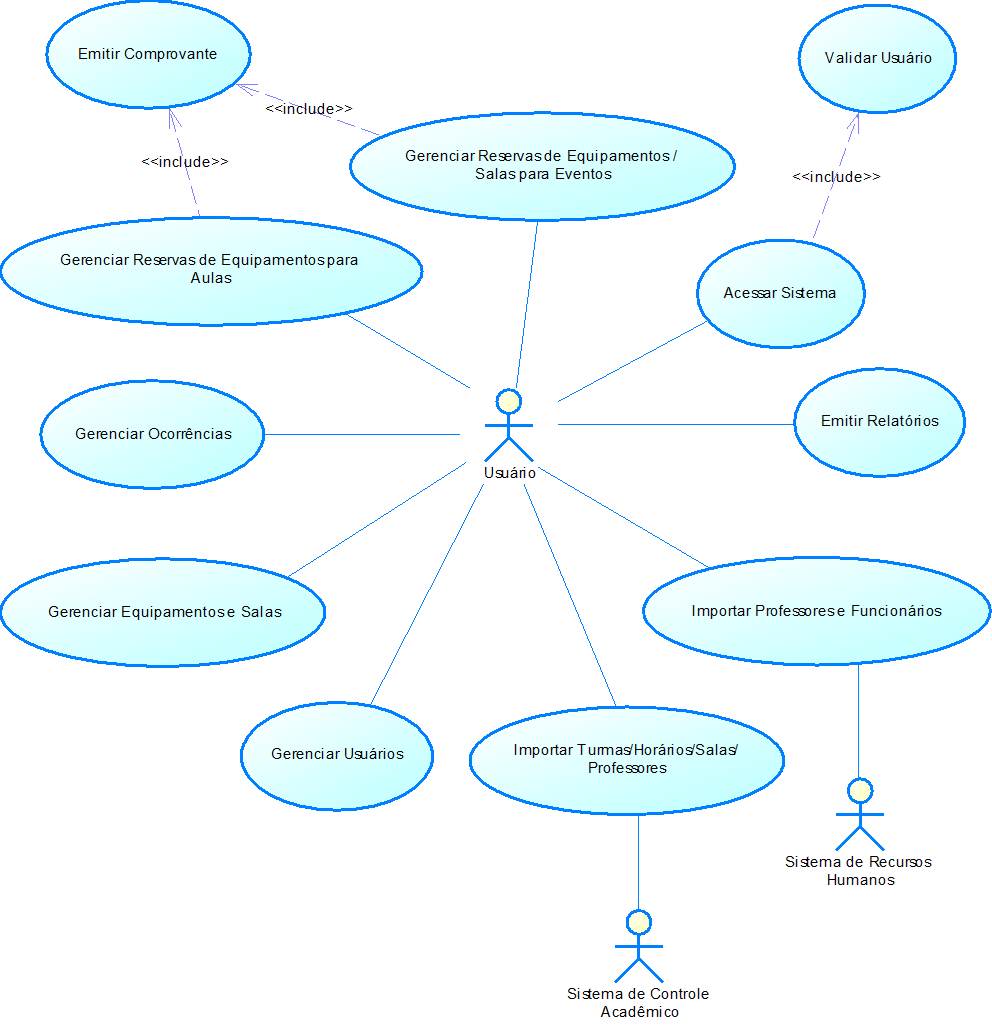 Emitir Comprovante
Validar Usuário
<<include>>
Gerenciar Reservas de Equipamentos /
Salas para Eventos
<<include>>
<<include>>
Gerenciar Reservas de Equipamentos para
Aulas
Acessar Sistema
Emitir Relatórios
Gerenciar Ocorrências
Usuário
Gerenciar Equipamentos e Salas
Importar Professores e Funcionários
Gerenciar Usuários
Importar Turmas/Horários/Salas/
Professores
Sistema de Recursos
Humanos
Sistema de Controle
Acadêmico